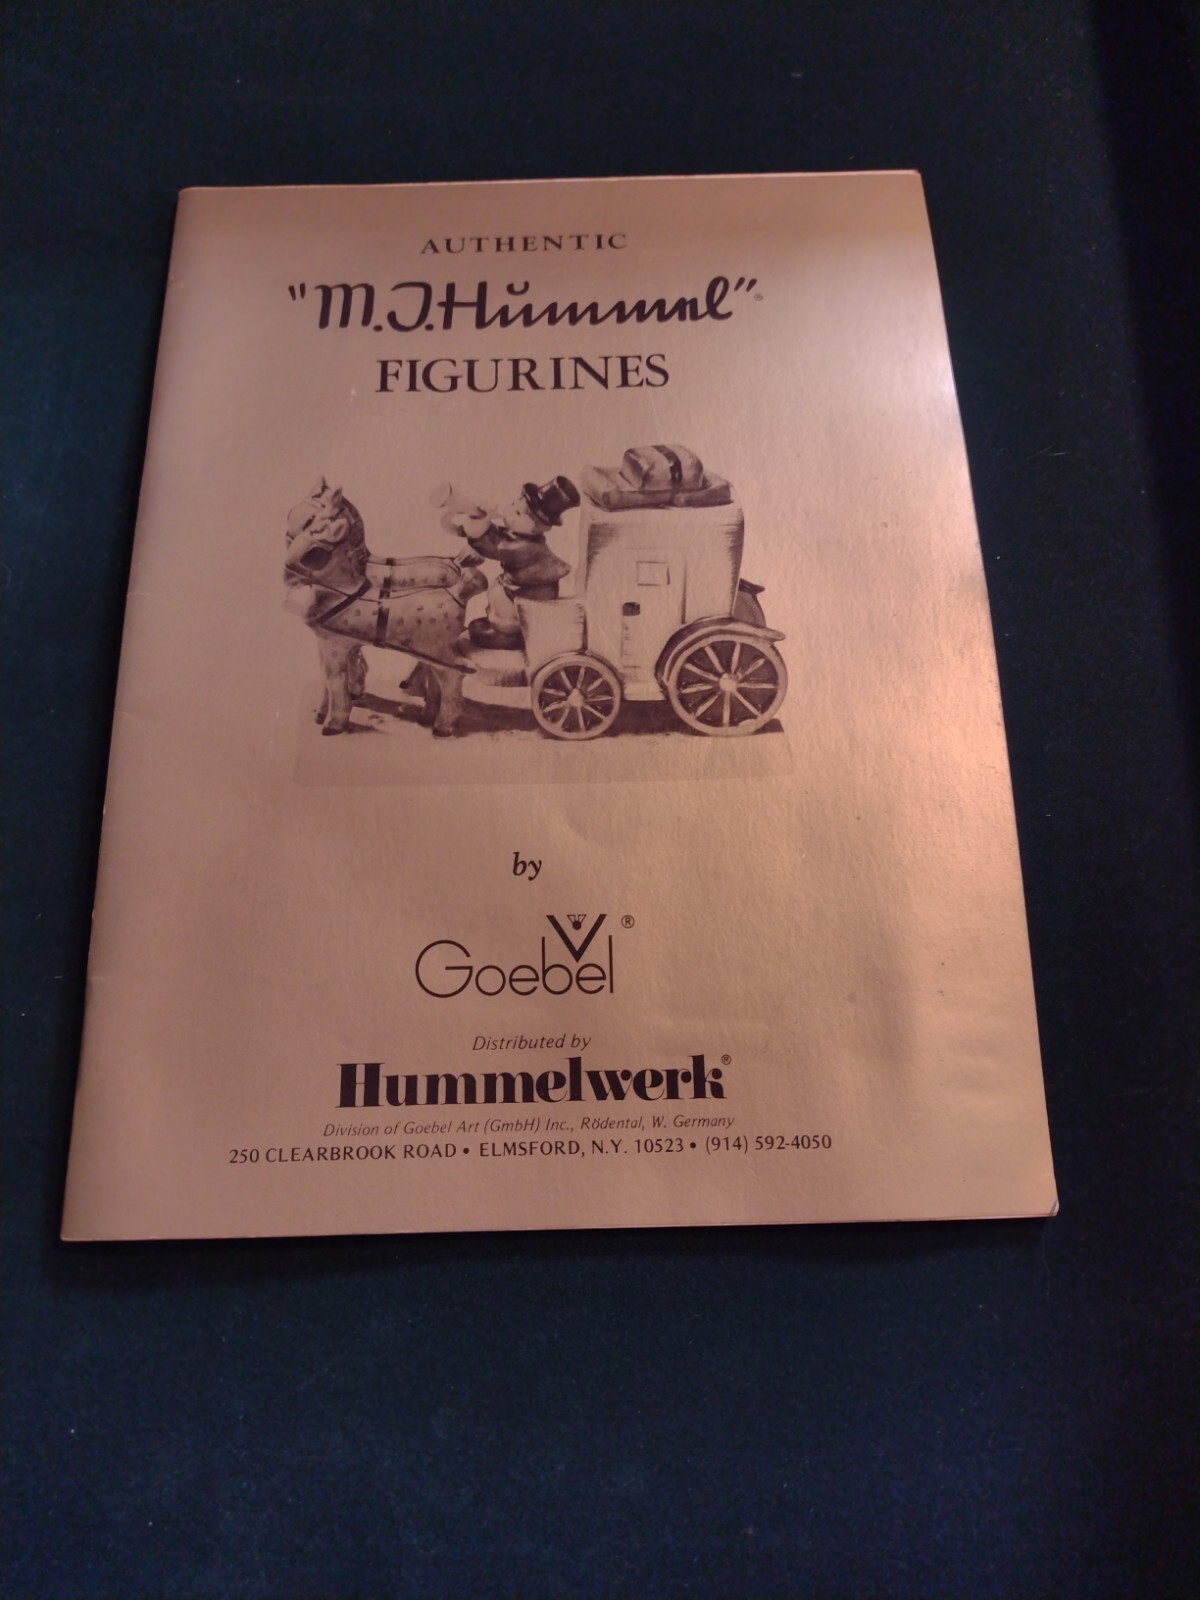 AUTHENTIC
"M.J.Hŭmmel"®
FIGURINES
by
Goebel ®
Distributed by
Hummelwerk®
Division of Goebel Art (GmbH) Inc., Rödental, W. Germany
250 CLEARBROOK ROAD • ELMSFORD, N.Y. 10523 • (914) 592-4050